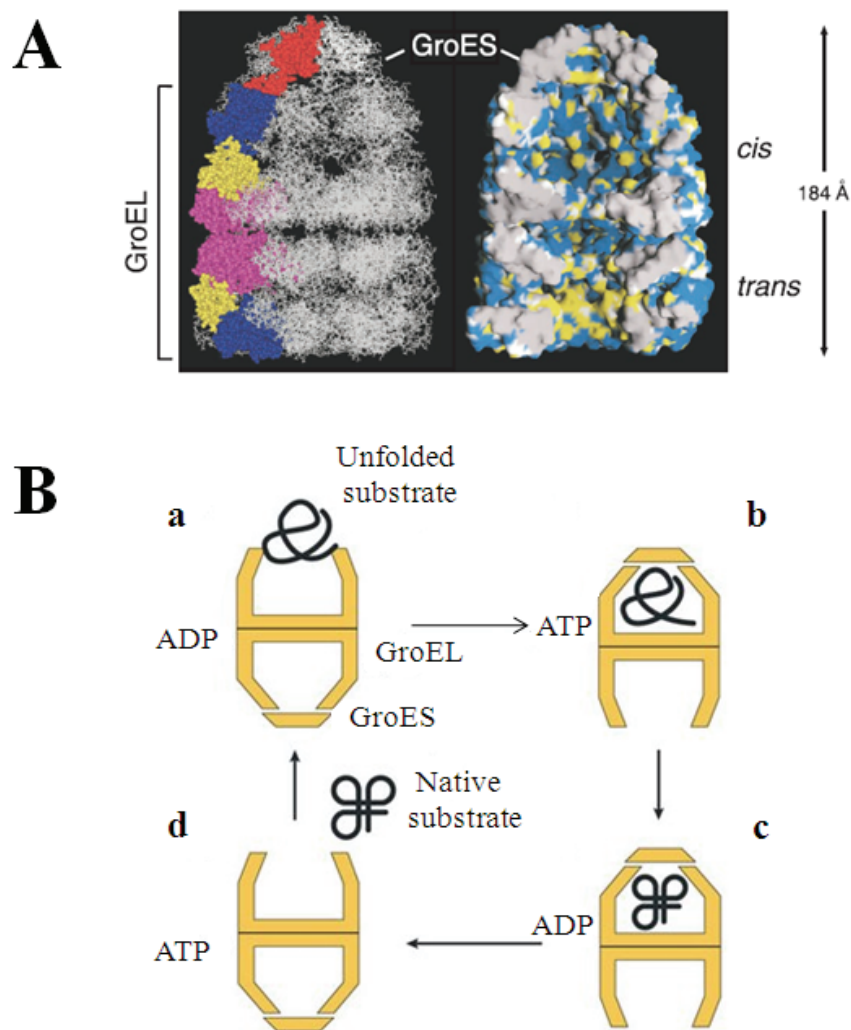 A
GroES
GroEL
cis
184 Å
trans
B
Unfolded
substrate
a
b
ADP
ATP
GroEL
GroES
Native
substrate
d
c
ADP
ATP